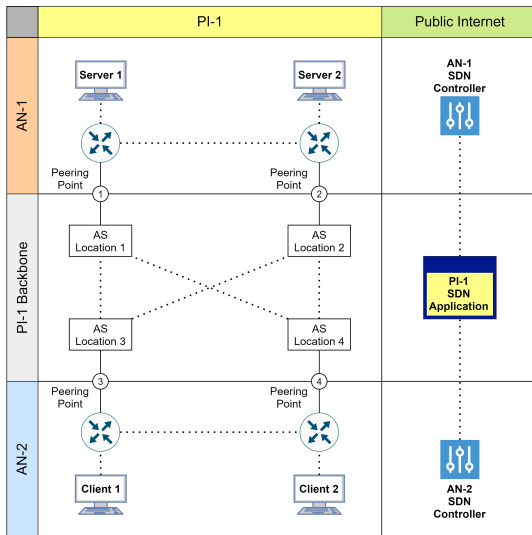 PI-1
Public Internet
AN-1
Server 1
Server 2
AN-1
SDN
Controller
Peering
Point
1
Peering
Point
2
PI-1 Backbone
AS
Location 1
AS
Location 2
PI-1
SDN
Application
AS
Location 3
AS
Location 4
3
4
AN-2
Peering
Point
Peering
Point
Client 1
Client 2
AN-2
SDN
Controller